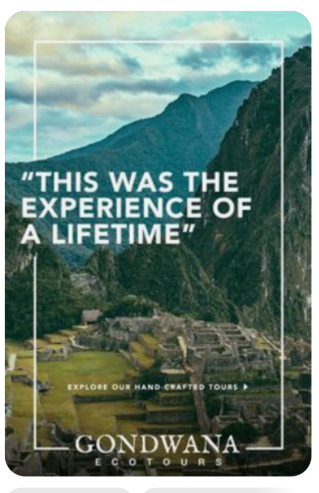 "THIS WAS THE
EXPERIENCE OF
A LIFETIME"
EXPLORE OUR HAND-CRAFTED TOURS
GONDWANA
ECOTOURS